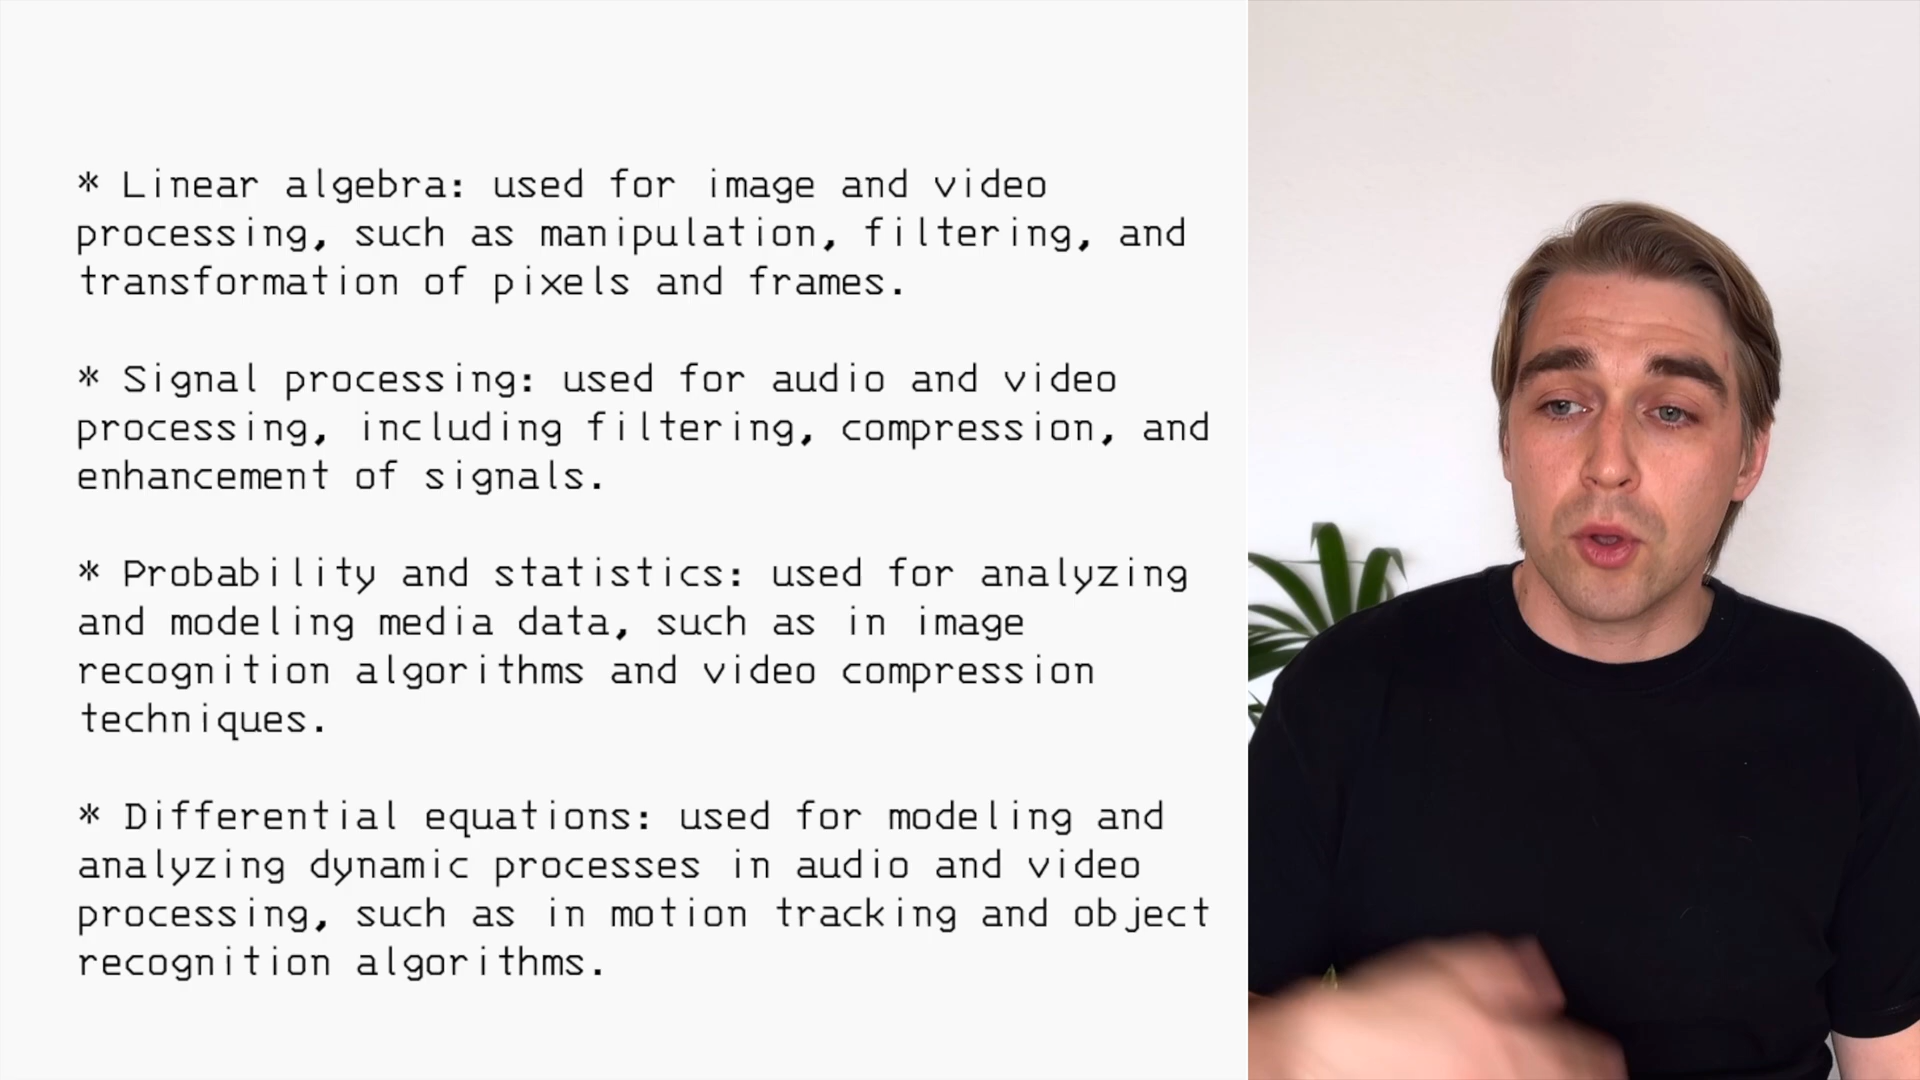 * Linear algebra: used for image and video
processing, such as manipulation, filtering, and
transformation of pixels and frames.
* Signal processing: used for audio and video
processing, including filtering, compression, and
enhancement of signals.
* Probability and statistics: used for analyzing
and modeling media data, such as in image
recognition algorithms and video compression
techniques.
* Differential equations: used for modeling and
analyzing dynamic processes in audio and video
processing, such as in motion tracking and object
recognition algorithms.